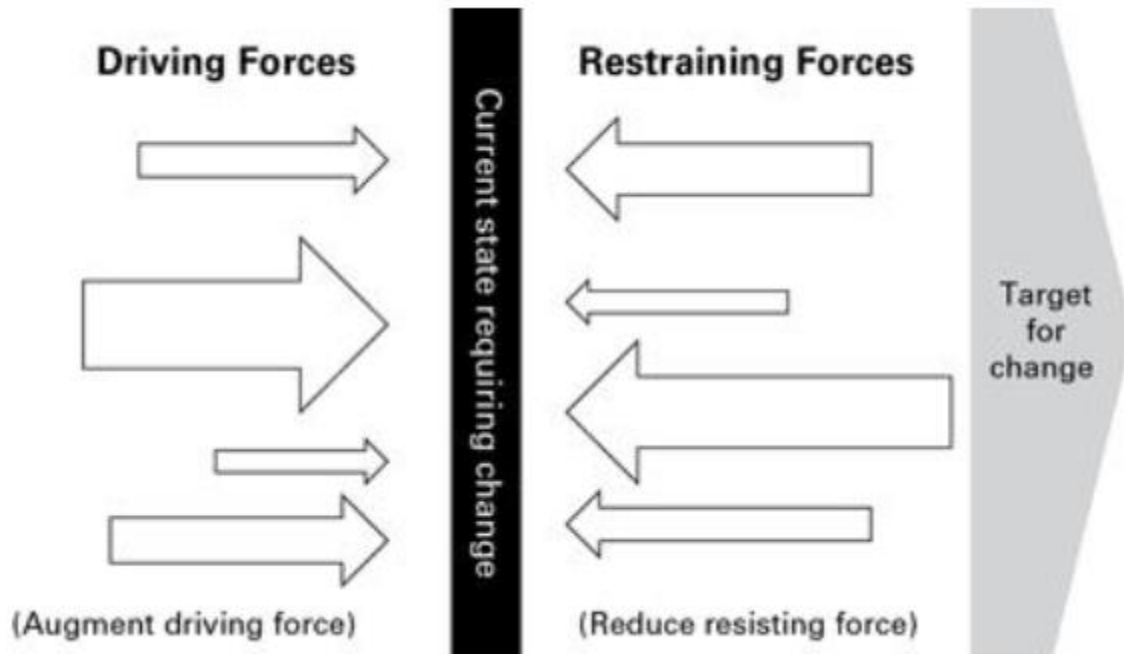 Driving Forces
Current state requiring change
Restraining Forces
Target
for
change
(Augment driving force)
(Reduce resisting force)